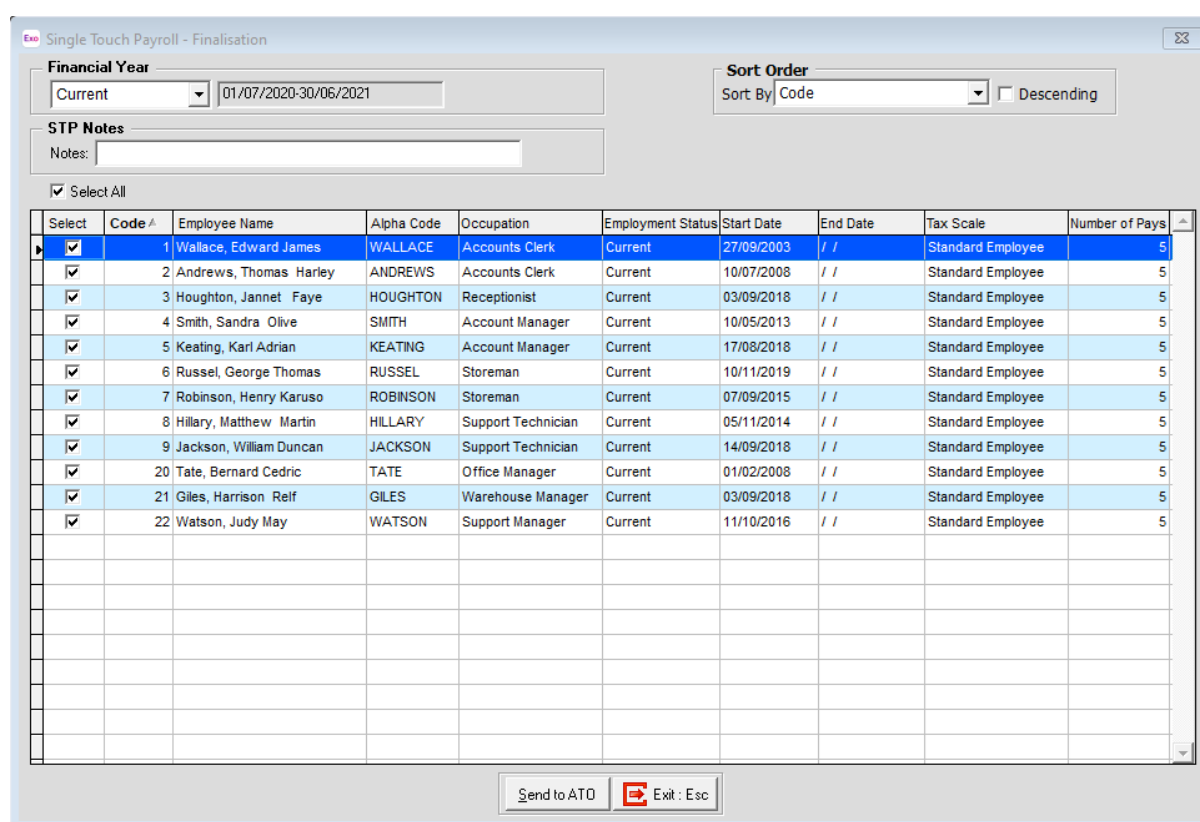 Exo Single Touch Payroll - Finalisation
Financial Year
Current 01/07/2020-30/06/2021
Sort Order
Sort By Code Descending
STP Notes
Notes:
Select All
Select Code Employee Name Alpha Code Occupation Employment Status Start Date End Date Tax Scale Number of Pays
1 Wallace, Edward James WALLACE Accounts Clerk Current 27/09/2003 / / Standard Employee 5
2 Andrews, Thomas Harley ANDREWS Accounts Clerk Current 10/07/2008 / / Standard Employee 5
3 Houghton, Jannet Faye HOUGHTON Receptionist Current 03/09/2018 / / Standard Employee 5
4 Smith, Sandra Olive SMITH Account Manager Current 10/05/2013 / / Standard Employee 5
5 Keating, Karl Adrian KEATING Account Manager Current 17/08/2018 / / Standard Employee 5
6 Russel, George Thomas RUSSEL Storeman Current 10/11/2019 / / Standard Employee 5
7 Robinson, Henry Karuso ROBINSON Storeman Current 07/09/2015 / / Standard Employee 5
8 Hillary, Matthew Martin HILLARY Support Technician Current 05/11/2014 / / Standard Employee 5
9 Jackson, William Duncan JACKSON Support Technician Current 14/09/2018 / / Standard Employee 5
20 Tate, Bernard Cedric TATE Office Manager Current 01/02/2008 / / Standard Employee 5
21 Giles, Harrison Relf GILES Warehouse Manager Current 03/09/2018 / / Standard Employee 5
22 Watson, Judy May WATSON Support Manager Current 11/10/2016 / / Standard Employee 5
Send to ATO Exit : Esc